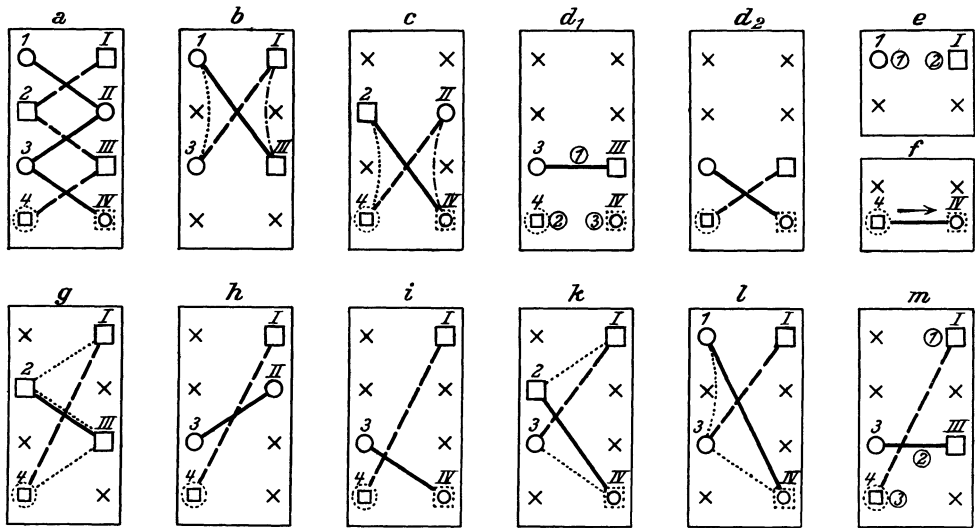 a b c d₁ d₂ e
1 I
2 II
3 III
4 IV
1 I
3 III
2 II
4 IV
3 ① III
4 ② ③ IV
1 ① ② I
f
4 IV
g h i k l m
I
2
III
4
I
II
3
4
I
3
4 IV
I
2
3
IV
1 I
3
IV
① I
3 III
②
4 ③